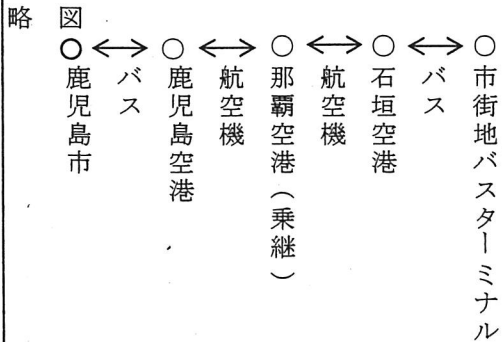 略図
○ ←→ ○ ←→ ○ ←→ ○ ←→ ○
鹿児島市
バス
鹿児島空港
航空機
那覇空港(乗継)
航空機
石垣空港
バス
市街地バスターミナル